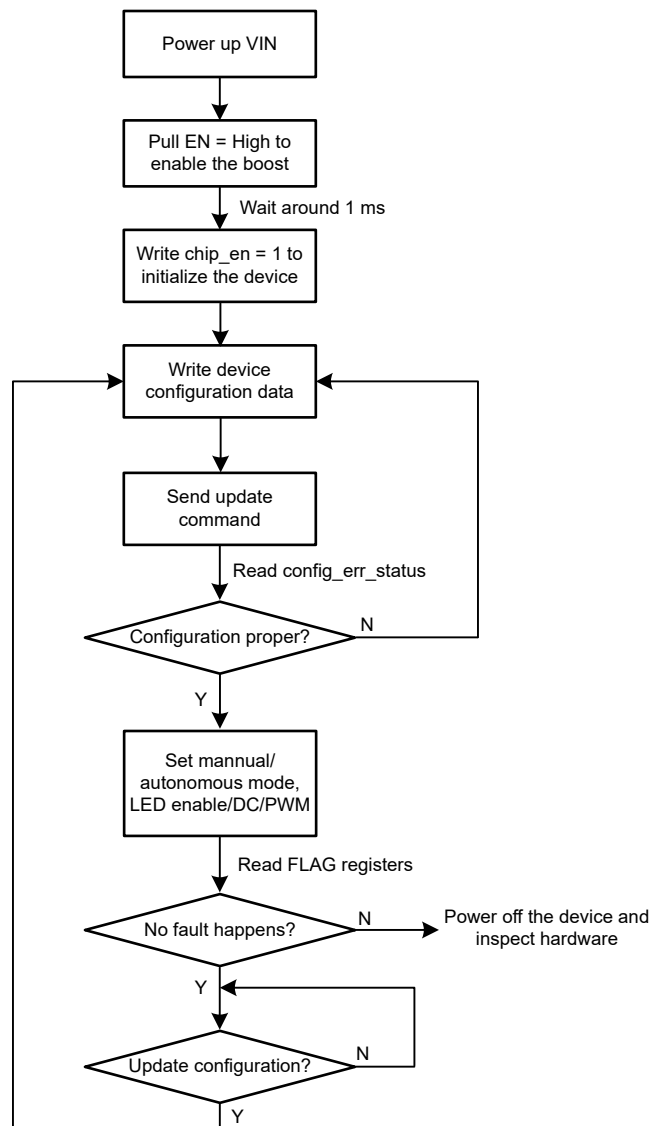 Power up VIN
Pull EN = High to
enable the boost
Wait around 1 ms
Write chip_en = 1 to
initialize the device
Write device
configuration data
Send update
command
Read config_err_status
Configuration proper?
N
Y
Set mannual/
autonomous mode,
LED enable/DC/PWM
Read FLAG registers
No fault happens?
N
Power off the device and
inspect hardware
Y
Update configuration?
N
Y